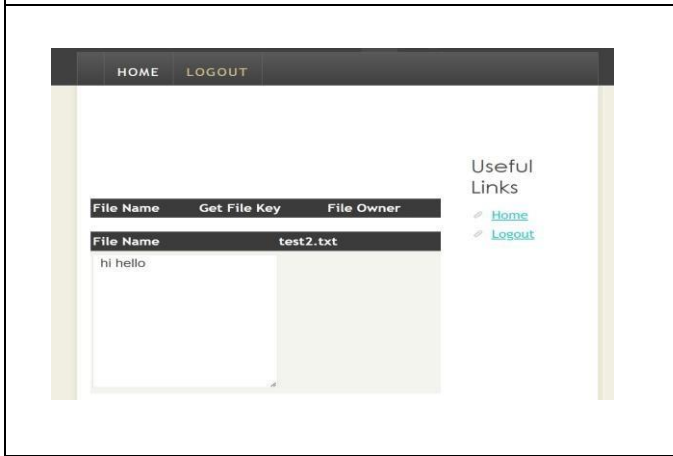 HOME LOGOUT
Useful
Links
Home
Logout
File Name Get File Key File Owner
File Name test2.txt
hi hello